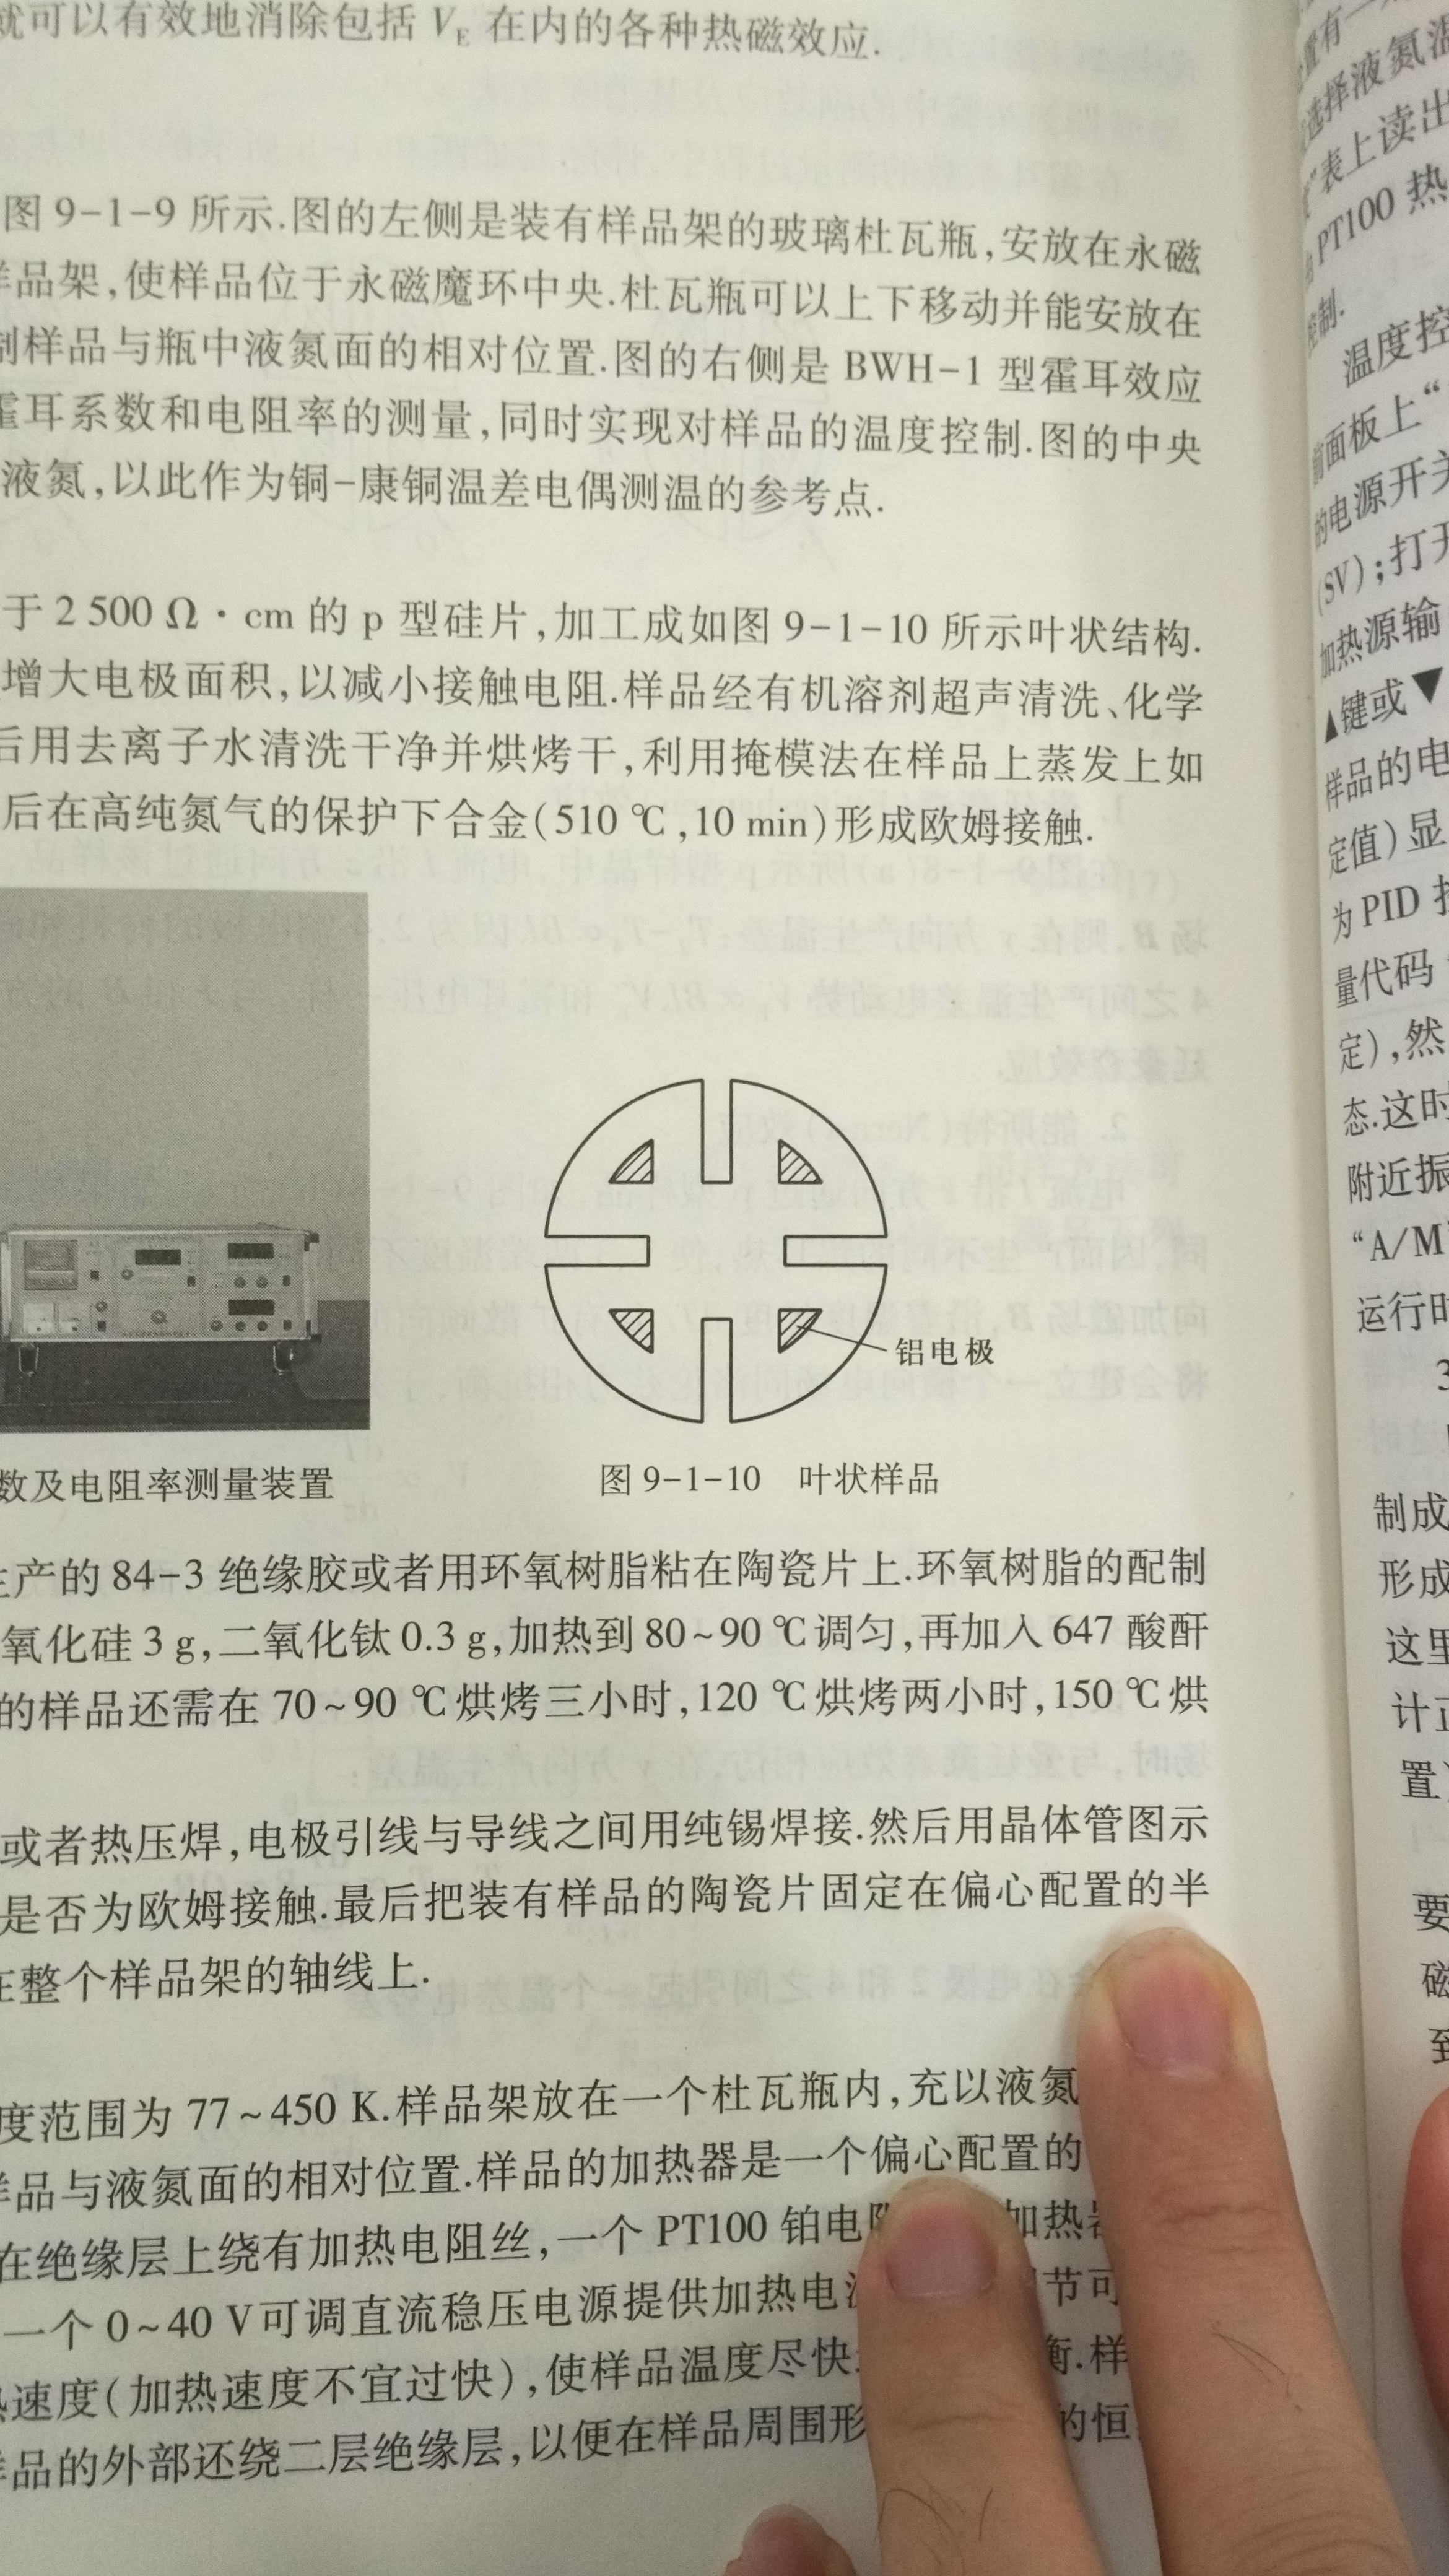 就可以有效地消除包括 V_E 在内的各种热磁效应.
图 9-1-9 所示.图的左侧是装有样品架的玻璃杜瓦瓶,安放在永磁
样品架,使样品位于永磁魔环中央.杜瓦瓶可以上下移动并能安放在
制样品与瓶中液氮面的相对位置.图的右侧是 BWH-1 型霍耳效应
霍耳系数和电阻率的测量,同时实现对样品的温度控制.图的中央
液氮,以此作为铜-康铜温差电偶测温的参考点.
于 2 500 Ω·cm 的 p 型硅片,加工成如图 9-1-10 所示叶状结构.
增大电极面积,以减小接触电阻.样品经有机溶剂超声清洗、化学
后用去离子水清洗干净并烘烤干,利用掩模法在样品上蒸发上如
后在高纯氮气的保护下合金(510 ℃,10 min)形成欧姆接触.
铝电极
数及电阻率测量装置
图 9-1-10 叶状样品
生产的 84-3 绝缘胶或者用环氧树脂粘在陶瓷片上.环氧树脂的配制
氧化硅 3 g,二氧化钛 0.3 g,加热到 80~90 ℃调匀,再加入 647 酸酐
的样品还需在 70~90 ℃烘烤三小时,120 ℃烘烤两小时,150 ℃烘
或者热压焊,电极引线与导线之间用纯锡焊接.然后用晶体管图示
是否为欧姆接触.最后把装有样品的陶瓷片固定在偏心配置的半
在整个样品架的轴线上.
度范围为 77~450 K.样品架放在一个杜瓦瓶内,充以液氮
样品与液氮面的相对位置.样品的加热器是一个偏心配置的
在绝缘层上绕有加热电阻丝,一个 PT100 铂电阻 加热器
一个 0~40 V可调直流稳压电源提供加热电流 节可
热速度(加热速度不宜过快),使样品温度尽快 衡.样
样品的外部还绕二层绝缘层,以便在样品周围形 的恒
置有一
选择液氮温
"表上读出
PT100 热
控制.
温度控
前面板上"
的电源开关
(SV);打开
加热源输
▲键或▼
样品的电
定值)显
为 PID 控
量代码
定),然
态.这时
附近振
"A/M"
运行时
3
制成
形成
这里
计正
置)
要
磁
到